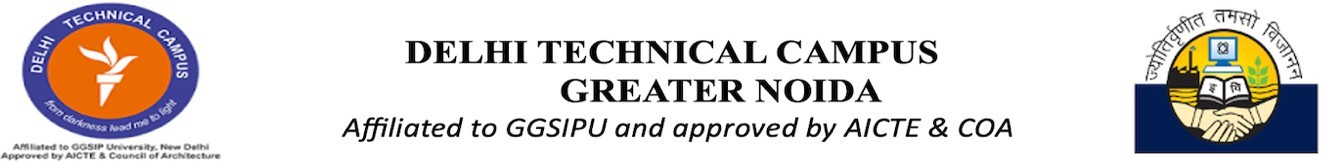 DELHI TECHNICAL CAMPUS
from darkness lead me to light
Affiliated to GGSIP University, New Delhi
Approved by AICTE & Council of Architecture
DELHI TECHNICAL CAMPUS
GREATER NOIDA
Affiliated to GGSIPU and approved by AICTE & COA
ज्योतिर्वृणीत तमसो विजानन
इ वि